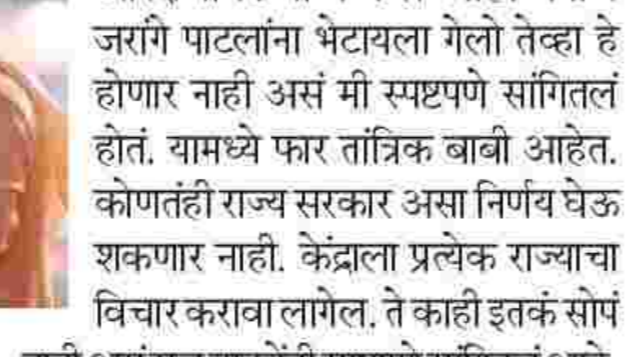 जरांगे पाटलांना भेटायला गेलो तेव्हा हे
होणार नाही असं मी स्पष्टपणे सांगितलं
होतं. यामध्ये फार तांत्रिक बाबी आहेत.
कोणतंही राज्य सरकार असा निर्णय घेऊ
शकणार नाही. केंद्राला प्रत्येक राज्याचा
विचार करावा लागेल. ते काही इतकं सोपं